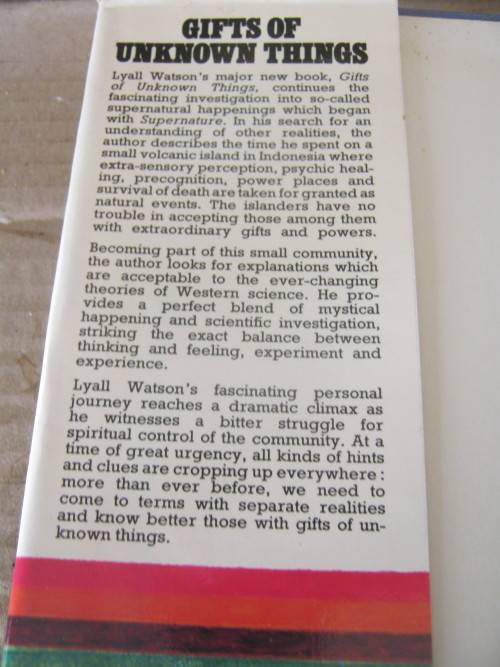 GIFTS OF
UNKNOWN THINGS
Lyall Watson's major new book, Gifts
of Unknown Things, continues the
fascinating investigation into so-called
supernatural happenings which began
with Supernature. In his search for an
understanding of other realities, the
author describes the time he spent on a
small volcanic island in Indonesia where
extra-sensory perception, psychic heal-
ing, precognition, power places and
survival of death are taken for granted as
natural events. The islanders have no
trouble in accepting those among them
with extraordinary gifts and powers.
Becoming part of this small community,
the author looks for explanations which
are acceptable to the ever-changing
theories of Western science. He pro-
vides a perfect blend of mystical
happening and scientific investigation,
striking the exact balance between
thinking and feeling, experiment and
experience.
Lyall Watson's fascinating personal
journey reaches a dramatic climax as
he witnesses a bitter struggle for
spiritual control of the community. At a
time of great urgency, all kinds of hints
and clues are cropping up everywhere:
more than ever before, we need to
come to terms with separate realities
and know better those with gifts of un-
known things.